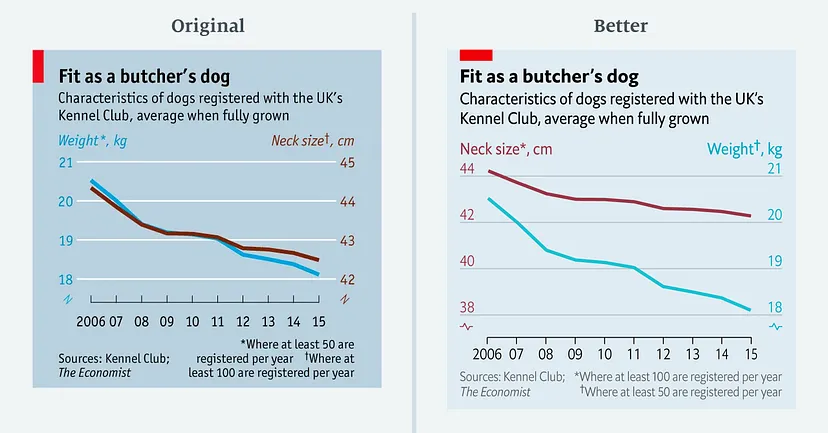 Original
Fit as a butcher's dog
Characteristics of dogs registered with the UK's
Kennel Club, average when fully grown
Weight*, kg Neck size†, cm
21 45
20 44
19 43
18 42
2006 07 08 09 10 11 12 13 14 15
*Where at least 50 are
Sources: Kennel Club; registered per year †Where at
The Economist least 100 are registered per year
Better
Fit as a butcher's dog
Characteristics of dogs registered with the UK's
Kennel Club, average when fully grown
Neck size*, cm Weight†, kg
44 21
42 20
40 19
38 18
2006 07 08 09 10 11 12 13 14 15
Sources: Kennel Club; *Where at least 100 are registered per year
The Economist †Where at least 50 are registered per year